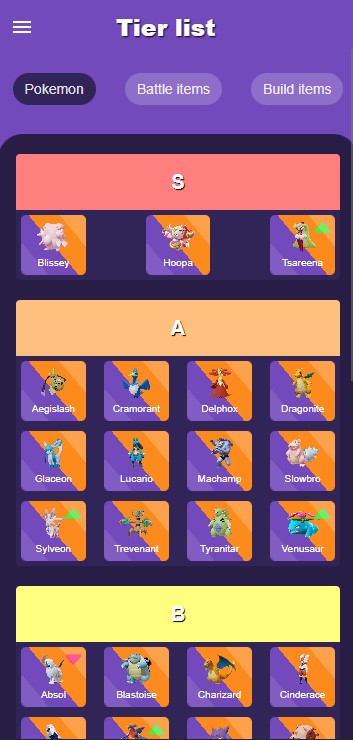 Tier list
Pokemon Battle items Build items
S
Blissey Hoopa Tsareena
A
Aegislash Cramorant Delphox Dragonite
Glaceon Lucario Machamp Slowbro
Sylveon Trevenant Tyranitar Venusaur
B
Absol Blastoise Charizard Cinderace